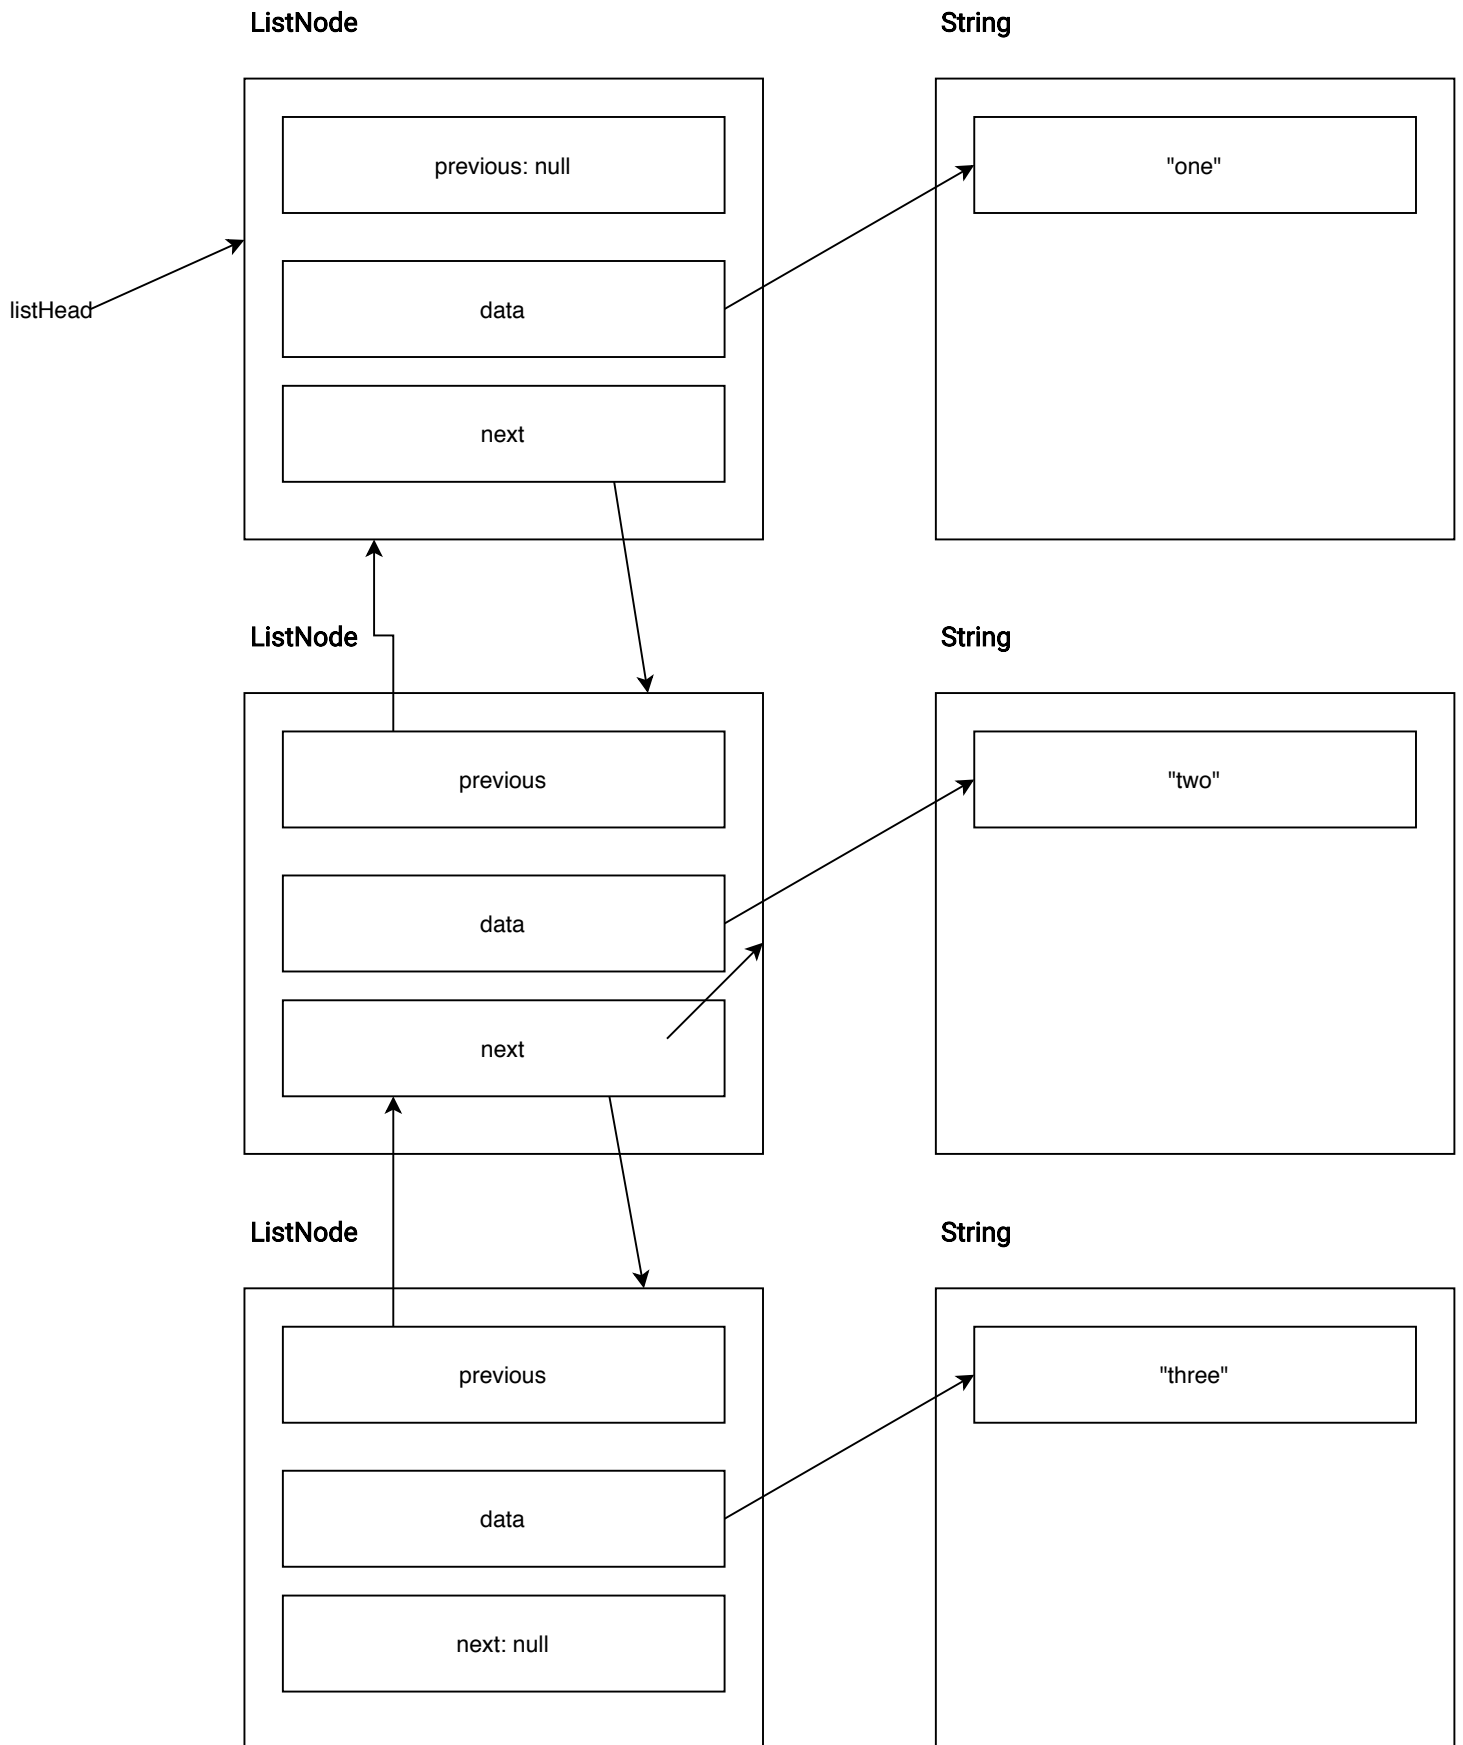 ListNode
String
previous: null
"one"
listHead
data
next
ListNode
String
previous
"two"
data
next
ListNode
String
previous
"three"
data
next: null